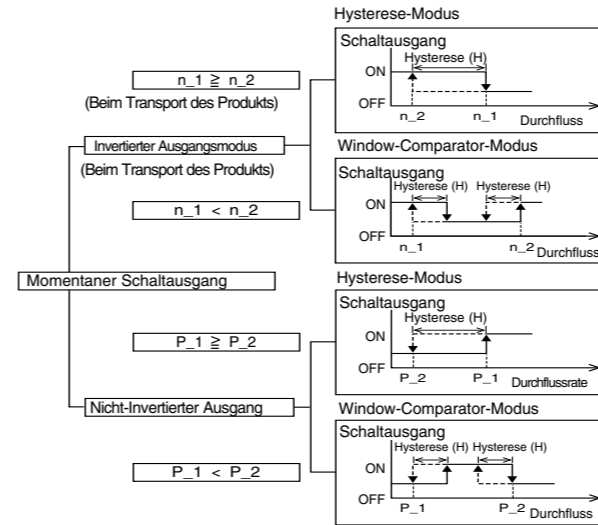 Hysterese-Modus
Schaltausgang
Hysterese (H)
ON
OFF
n_2
n_1
Durchfluss
n_1 ≧ n_2
(Beim Transport des Produkts)
Invertierter Ausgangsmodus
(Beim Transport des Produkts)
Window-Comparator-Modus
Schaltausgang
Hysterese (H)
Hysterese (H)
ON
OFF
n_1
n_2
Durchfluss
n_1 < n_2
Momentaner Schaltausgang
Hysterese-Modus
Schaltausgang
Hysterese (H)
ON
OFF
P_2
P_1
Durchflussrate
P_1 ≧ P_2
Nicht-Invertierter Ausgang
Window-Comparator-Modus
Schaltausgang
Hysterese (H)
Hysterese (H)
ON
OFF
P_1
P_2
Durchfluss
P_1 < P_2